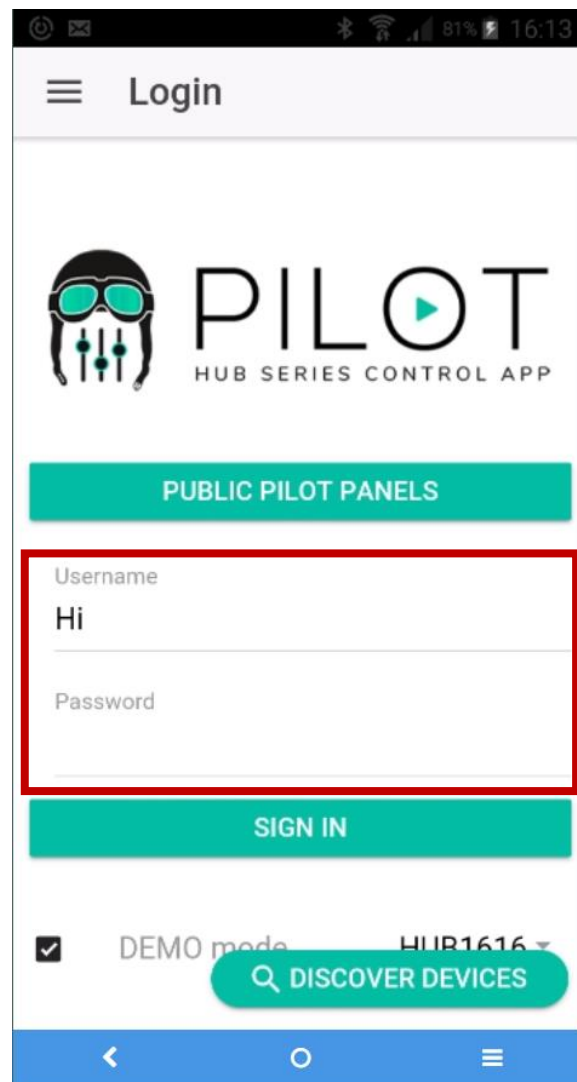 81% 16:13
Login
PILOT
HUB SERIES CONTROL APP
PUBLIC PILOT PANELS
Username
Hi
Password
SIGN IN
DEMO mode HUB1616
DISCOVER DEVICES